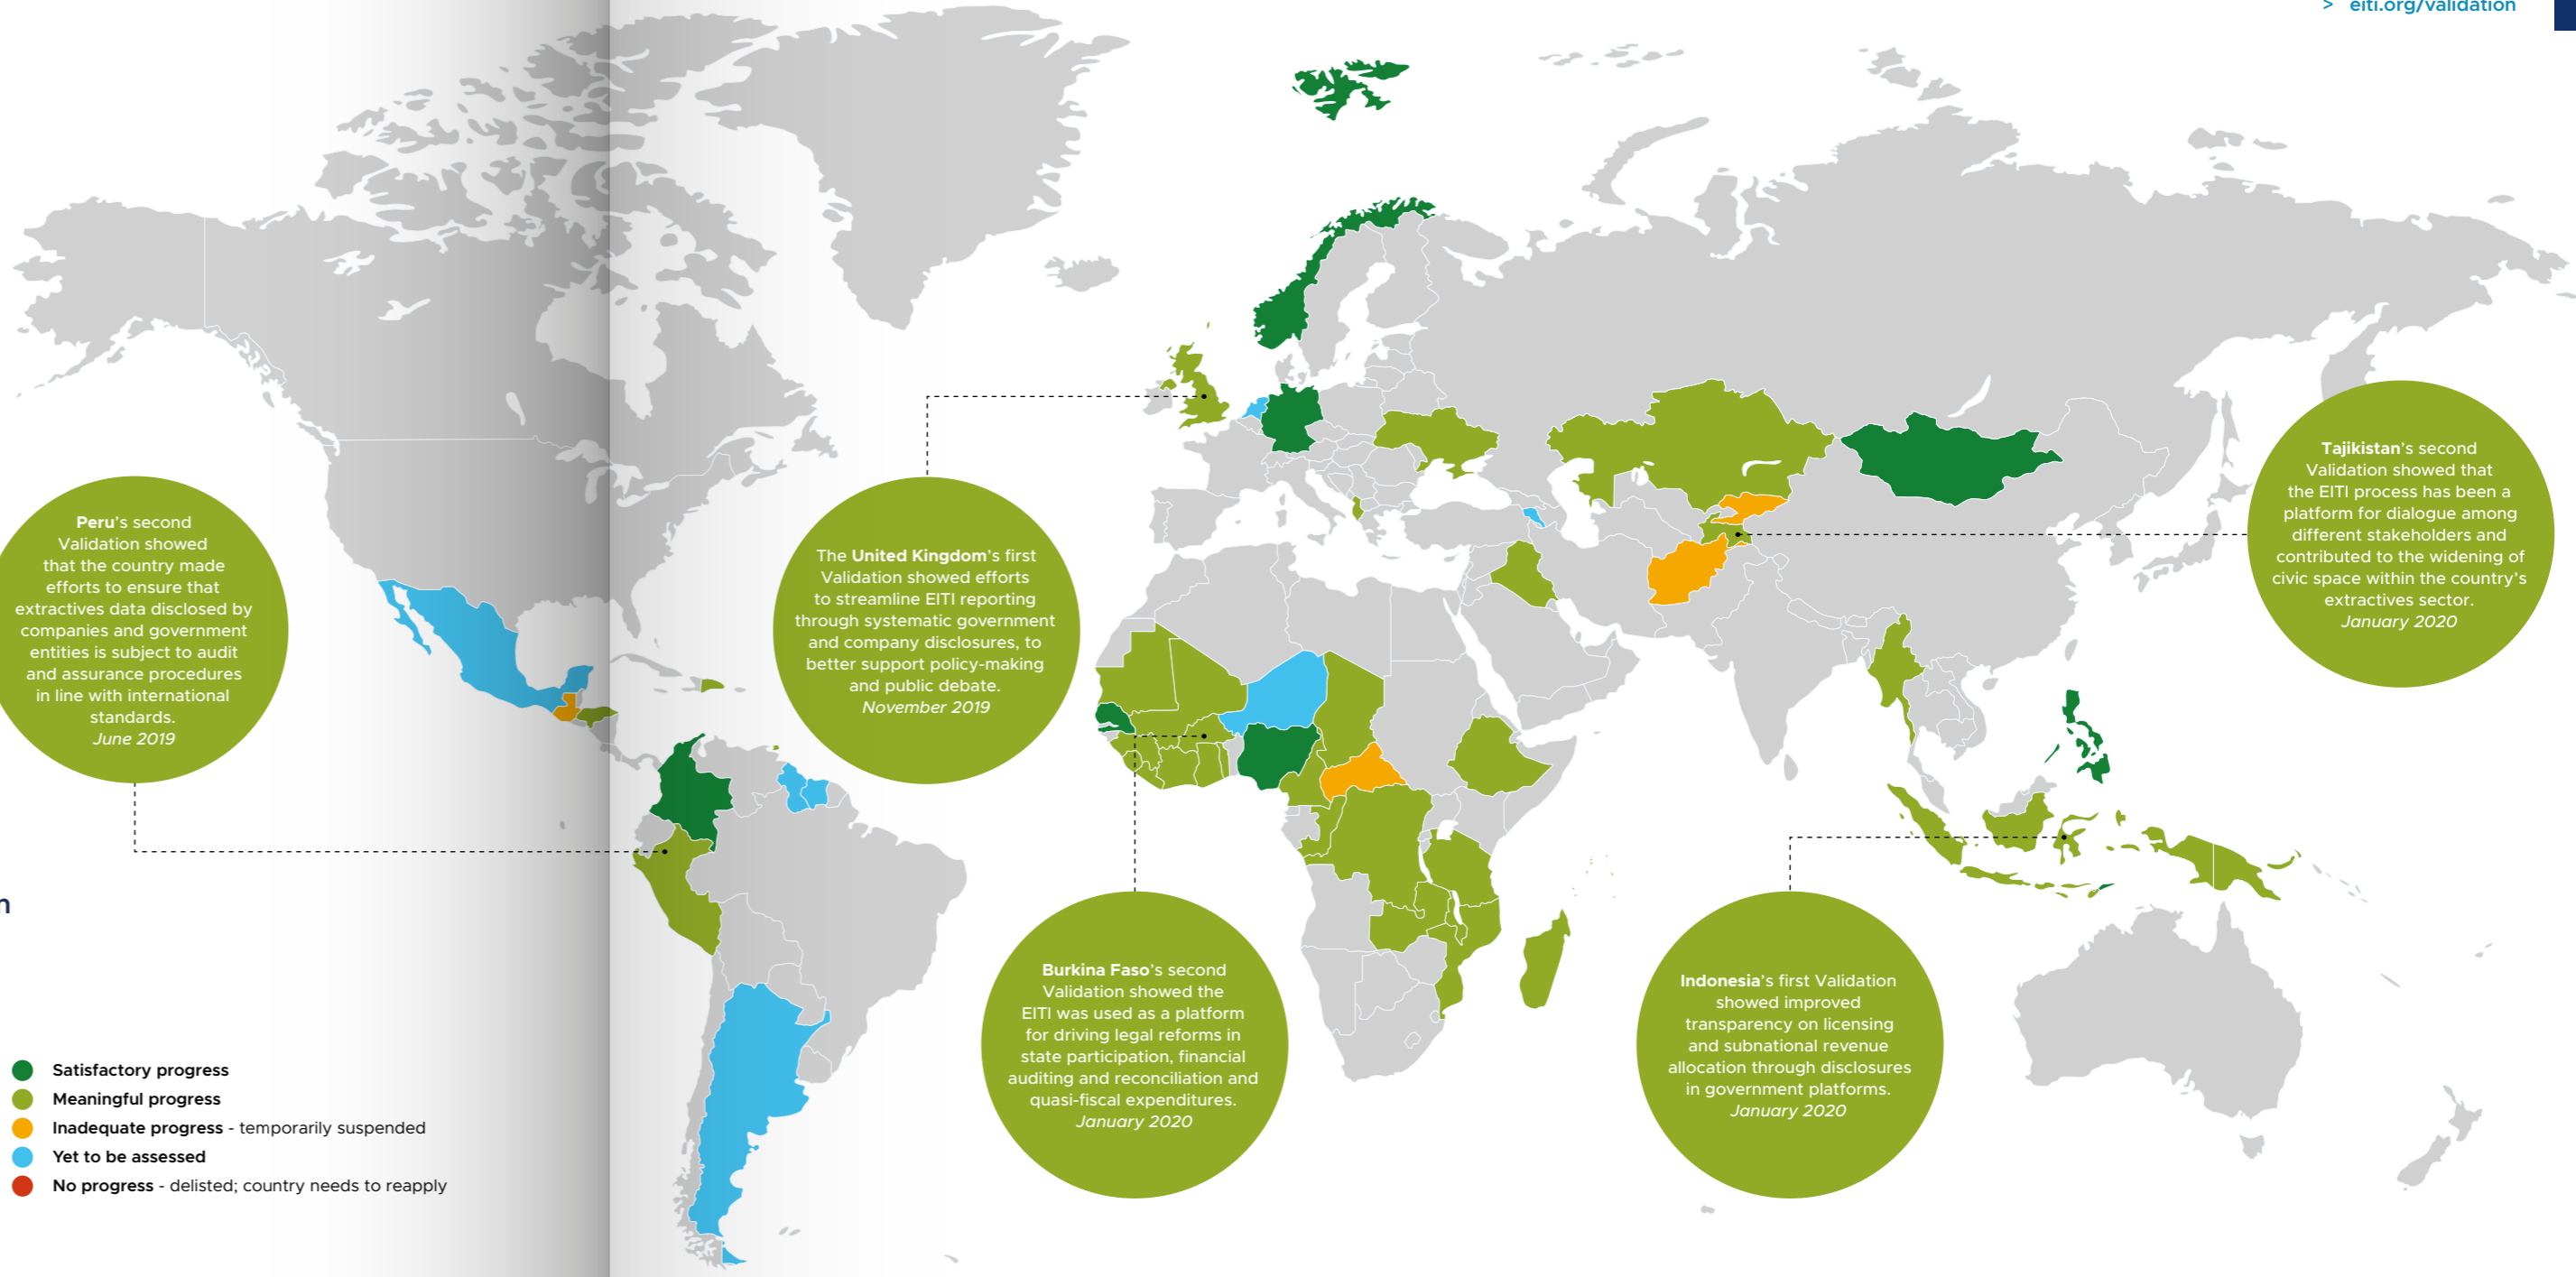 > eiti.org/validation
Peru's second
Validation showed
that the country made
efforts to ensure that
extractives data disclosed by
companies and government
entities is subject to audit
and assurance procedures
in line with international
standards.
June 2019
The United Kingdom's first
Validation showed efforts
to streamline EITI reporting
through systematic government
and company disclosures, to
better support policy-making
and public debate.
November 2019
Tajikistan's second
Validation showed that
the EITI process has been a
platform for dialogue among
different stakeholders and
contributed to the widening of
civic space within the country's
extractives sector.
January 2020
Burkina Faso's second
Validation showed the
EITI was used as a platform
for driving legal reforms in
state participation, financial
auditing and reconciliation and
quasi-fiscal expenditures.
January 2020
Indonesia's first Validation
showed improved
transparency on licensing
and subnational revenue
allocation through disclosures
in government platforms.
January 2020
n
Satisfactory progress
Meaningful progress
Inadequate progress - temporarily suspended
Yet to be assessed
No progress - delisted; country needs to reapply